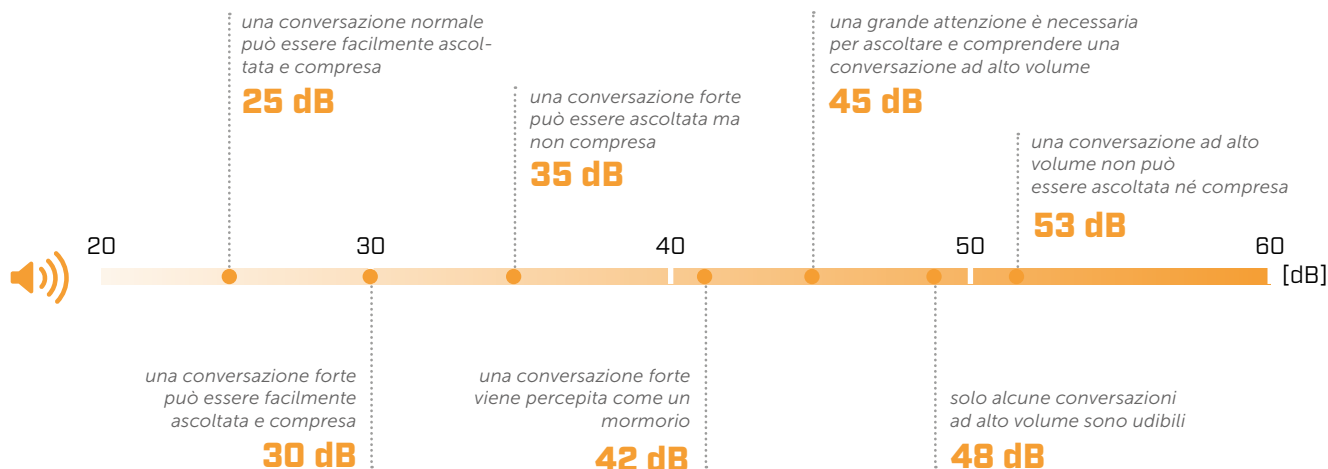 una conversazione normale
può essere facilmente ascol-
tata e compresa
25 dB
una conversazione forte
può essere ascoltata ma
non compresa
35 dB
una grande attenzione è necessaria
per ascoltare e comprendere una
conversazione ad alto volume
45 dB
una conversazione ad alto
volume non può
essere ascoltata né compresa
53 dB
20 30 40 50 60
[dB]
una conversazione forte
può essere facilmente
ascoltata e compresa
30 dB
una conversazione forte
viene percepita come un
mormorio
42 dB
solo alcune conversazioni
ad alto volume sono udibili
48 dB